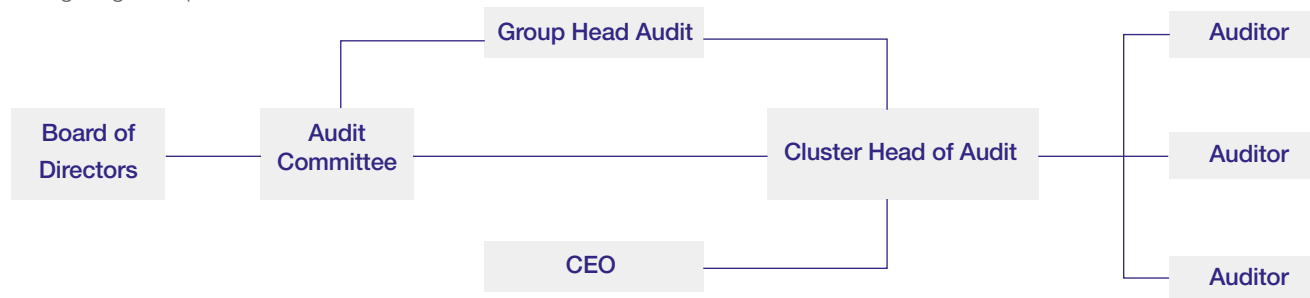 Group Head Audit
Auditor
Board of
Directors
Audit
Committee
Cluster Head of Audit
Auditor
CEO
Auditor